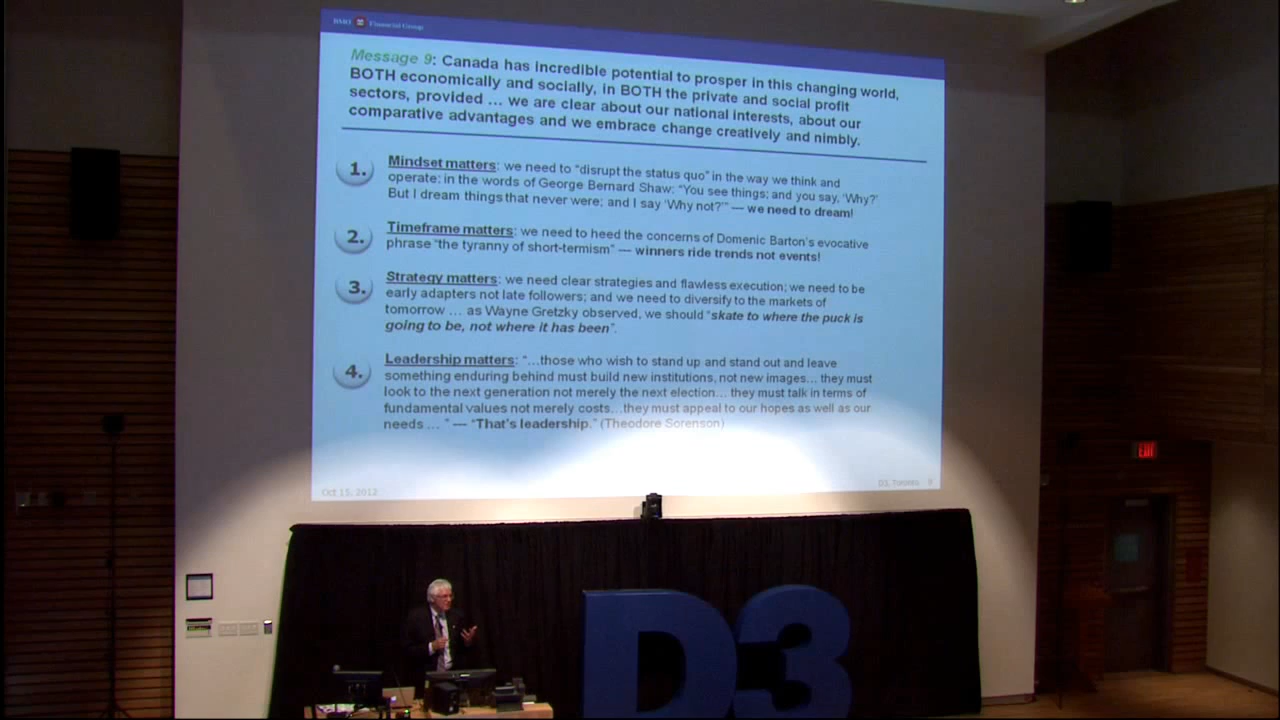 BMO Financial Group
Message 9: Canada has incredible potential to prosper in this changing world,
BOTH economically and socially, in BOTH the private and social profit
sectors, provided … we are clear about our national interests, about our
comparative advantages and we embrace change creatively and nimbly.
1. Mindset matters: we need to "disrupt the status quo" in the way we think and
operate; in the words of George Bernard Shaw: "You see things; and you say, 'Why?'
But I dream things that never were; and I say 'Why not?'" — we need to dream!
2. Timeframe matters: we need to heed the concerns of Domenic Barton's evocative
phrase "the tyranny of short-termism" — winners ride trends not events!
3. Strategy matters: we need clear strategies and flawless execution; we need to be
early adapters not late followers; and we need to diversify to the markets of
tomorrow … as Wayne Gretzky observed, we should "skate to where the puck is
going to be, not where it has been".
4. Leadership matters: "…those who wish to stand up and stand out and leave
something enduring behind must build new institutions, not new images… they must
look to the next generation not merely the next election… they must talk in terms of
fundamental values not merely costs…they must appeal to our hopes as well as our
needs … " — "That's leadership." (Theodore Sorenson)
Oct 15, 2012
D3, Toronto 9
EXIT
D3